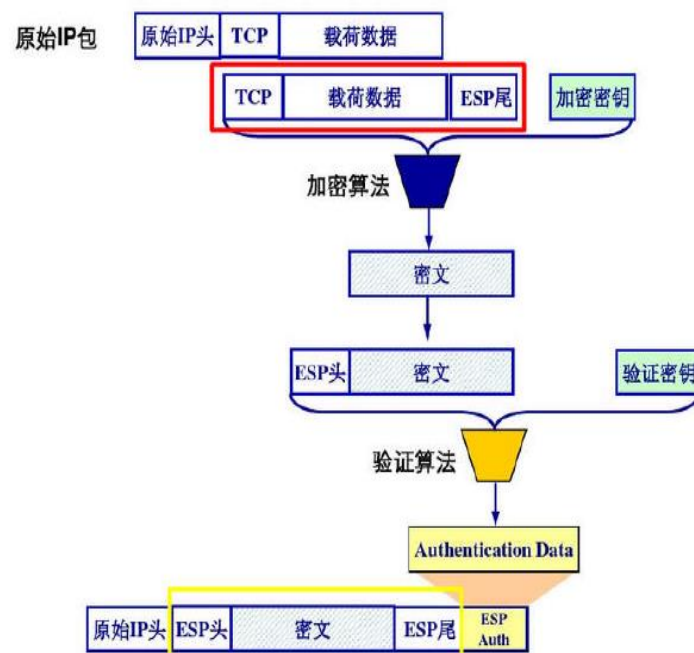 原始IP包 原始IP头 TCP 载荷数据
TCP 载荷数据 ESP尾 加密密钥
加密算法
密文
ESP头 密文 验证密钥
验证算法
Authentication Data
原始IP头 ESP头 密文 ESP尾 ESP
Auth